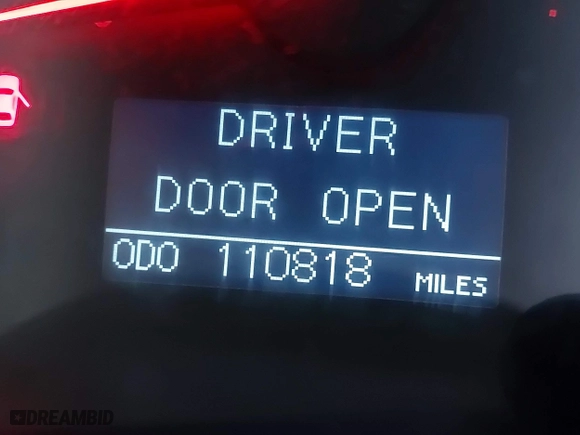 DRIVER
DOOR OPEN
ODO 110818 MILES
DREAMBID